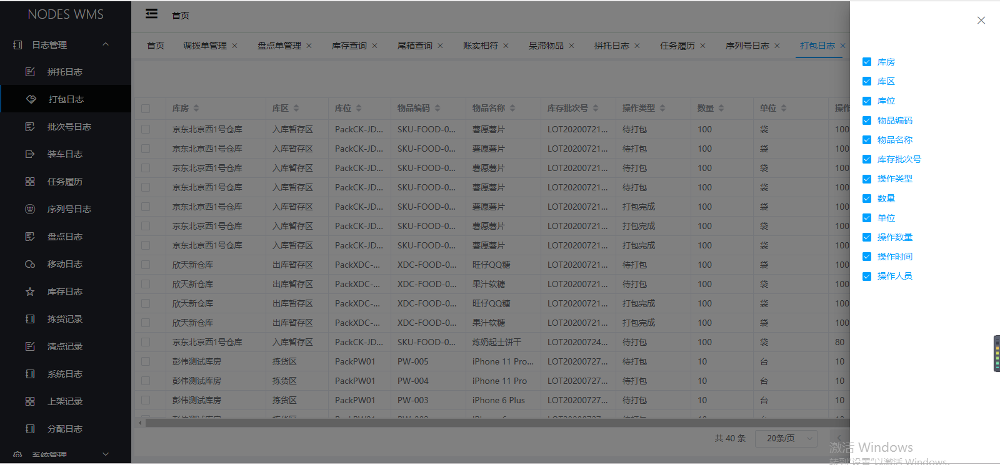 NODES WMS
首页
日志管理
拼托日志
打包日志
批次号日志
装车日志
任务履历
序列号日志
盘点日志
移动日志
库存日志
拣货记录
清点记录
系统日志
上架记录
分配日志
系统管理
首页 调拨单管理 盘点单管理 库存查询 尾箱查询 账实相符 呆滞物品 拼托日志 任务履历 序列号日志 打包日志
库房 库区 库位 物品编码 物品名称 库存批次号 操作类型 数量 单位 操作
京东北京西1号仓库 入库暂存区 PackCK-JD... SKU-FOOD-0... 薯愿薯片 LOT20200721... 待打包 100 袋 100
京东北京西1号仓库 入库暂存区 PackCK-JD... SKU-FOOD-0... 薯愿薯片 LOT20200721... 待打包 100 袋 100
京东北京西1号仓库 入库暂存区 PackCK-JD... SKU-FOOD-0... 薯愿薯片 LOT20200721... 待打包 100 袋 100
京东北京西1号仓库 入库暂存区 PackCK-JD... SKU-FOOD-0... 薯愿薯片 LOT20200721... 待打包 100 袋 100
京东北京西1号仓库 入库暂存区 PackCK-JD... SKU-FOOD-0... 薯愿薯片 LOT20200721... 打包完成 100 袋 100
京东北京西1号仓库 入库暂存区 PackCK-JD... SKU-FOOD-0... 薯愿薯片 LOT20200721... 打包完成 100 袋 100
京东北京西1号仓库 入库暂存区 PackCK-JD... SKU-FOOD-0... 薯愿薯片 LOT20200721... 打包完成 100 袋 100
欣天新仓库 出库暂存区 PackXDC-... XDC-FOOD-0... 旺仔QQ糖 LOT20200721... 待打包 100 袋 100
欣天新仓库 出库暂存区 PackXDC-... XDC-FOOD-0... 果汁软糖 LOT20200721... 待打包 100 袋 100
欣天新仓库 出库暂存区 PackXDC-... XDC-FOOD-0... 旺仔QQ糖 LOT20200721... 打包完成 100 袋 100
欣天新仓库 出库暂存区 PackXDC-... XDC-FOOD-0... 果汁软糖 LOT20200721... 打包完成 100 袋 100
京东北京西1号仓库 入库暂存区 PackCK-JD... SKU-FOOD-0... 炼奶起士饼干 LOT20200724... 待打包 100 袋 80
彭伟测试库房 拣货区 PackPW01 PW-005 iPhone 11 Pro... LOT20200727... 待打包 10 台 10
彭伟测试库房 拣货区 PackPW01 PW-004 iPhone 11 Pro LOT20200727... 待打包 10 台 10
彭伟测试库房 拣货区 PackPW01 PW-003 iPhone 6 Plus LOT20200727... 待打包 10 台 10
共 40 条 20条/页
库房
库区
库位
物品编码
物品名称
库存批次号
操作类型
数量
单位
操作数量
操作时间
操作人员
激活 Windows
转到"设置"以激活 Windows。